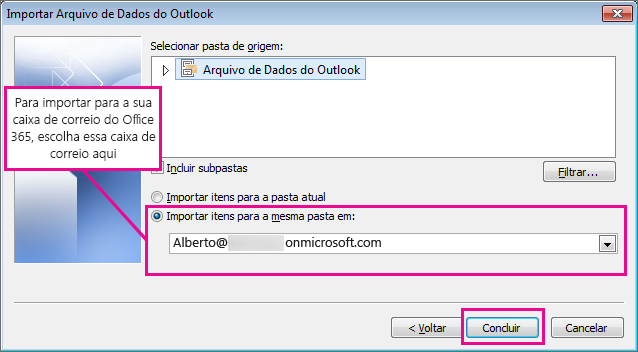 Importar Arquivo de Dados do Outlook
Selecionar pasta de origem:
Arquivo de Dados do Outlook
Para importar para a sua
caixa de correio do Office
365, escolha essa caixa de
correio aqui
Incluir subpastas
Filtrar...
Importar itens para a pasta atual
Importar itens para a mesma pasta em:
Alberto@ onmicrosoft.com
< Voltar
Concluir
Cancelar